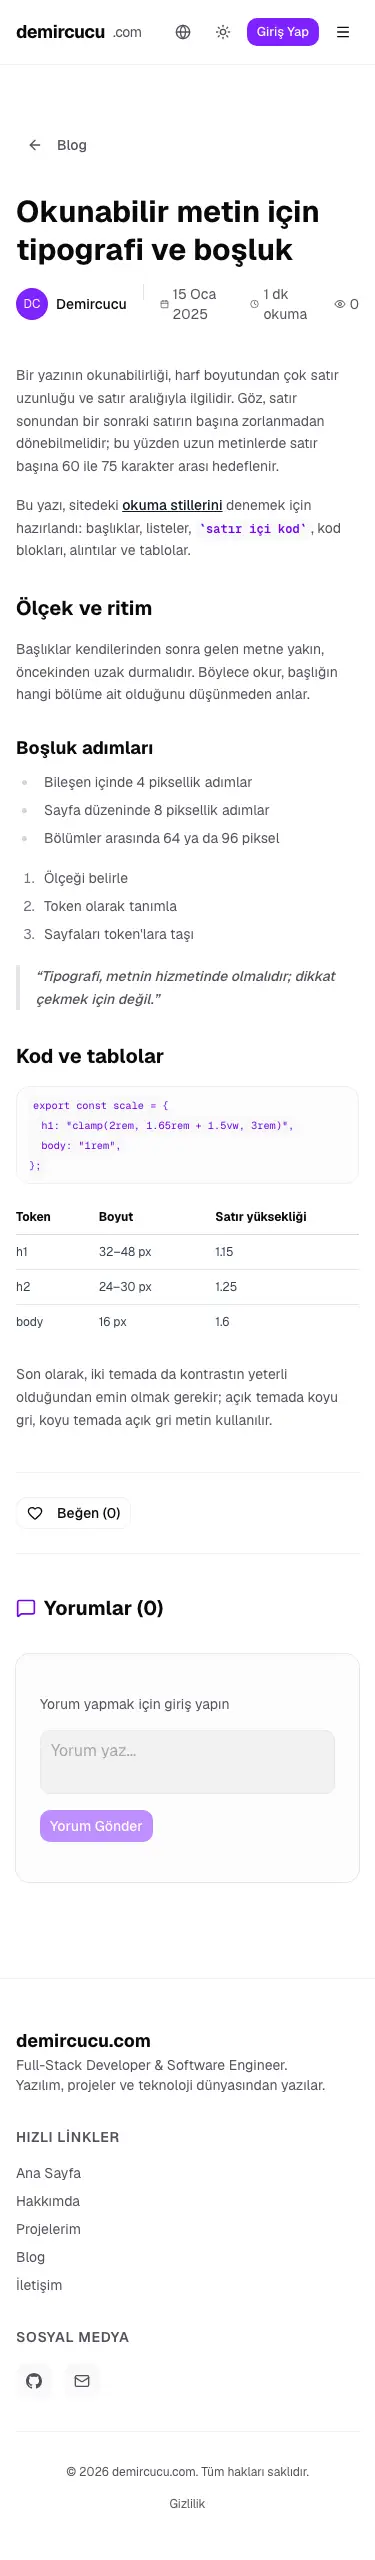 demircucu .com Giriş Yap
Blog
Okunabilir metin için
tipografi ve boşluk
DC Demircucu 15 Oca 2025 1 dk okuma 0
Bir yazının okunabilirliği, harf boyutundan çok satır
uzunluğu ve satır aralığıyla ilgilidir. Göz, satır
sonundan bir sonraki satırın başına zorlanmadan
dönebilmelidir; bu yüzden uzun metinlerde satır
başına 60 ile 75 karakter arası hedeflenir.
Bu yazı, sitedeki okuma stillerini denemek için
hazırlandı: başlıklar, listeler, `satır içi kod`, kod
blokları, alıntılar ve tablolar.
Ölçek ve ritim
Başlıklar kendilerinden sonra gelen metne yakın,
öncekinden uzak durmalıdır. Böylece okur, başlığın
hangi bölüme ait olduğunu düşünmeden anlar.
Boşluk adımları
Bileşen içinde 4 piksellik adımlar
Sayfa düzeninde 8 piksellik adımlar
Bölümler arasında 64 ya da 96 piksel
1. Ölçeği belirle
2. Token olarak tanımla
3. Sayfaları token'lara taşı
“Tipografi, metnin hizmetinde olmalıdır; dikkat
çekmek için değil.”
Kod ve tablolar
export const scale = {
h1: "clamp(2rem, 1.65rem + 1.5vw, 3rem)",
body: "1rem",
};
Token Boyut Satır yüksekliği
h1 32–48 px 1.15
h2 24–30 px 1.25
body 16 px 1.6
Son olarak, iki temada da kontrastın yeterli
olduğundan emin olmak gerekir; açık temada koyu
gri, koyu temada açık gri metin kullanılır.
Beğen (0)
Yorumlar (0)
Yorum yapmak için giriş yapın
Yorum yaz...
Yorum Gönder
demircucu.com
Full-Stack Developer & Software Engineer.
Yazılım, projeler ve teknoloji dünyasından yazılar.
HIZLI LİNKLER
Ana Sayfa
Hakkımda
Projelerim
Blog
İletişim
SOSYAL MEDYA
© 2026 demircucu.com. Tüm hakları saklıdır.
Gizlilik